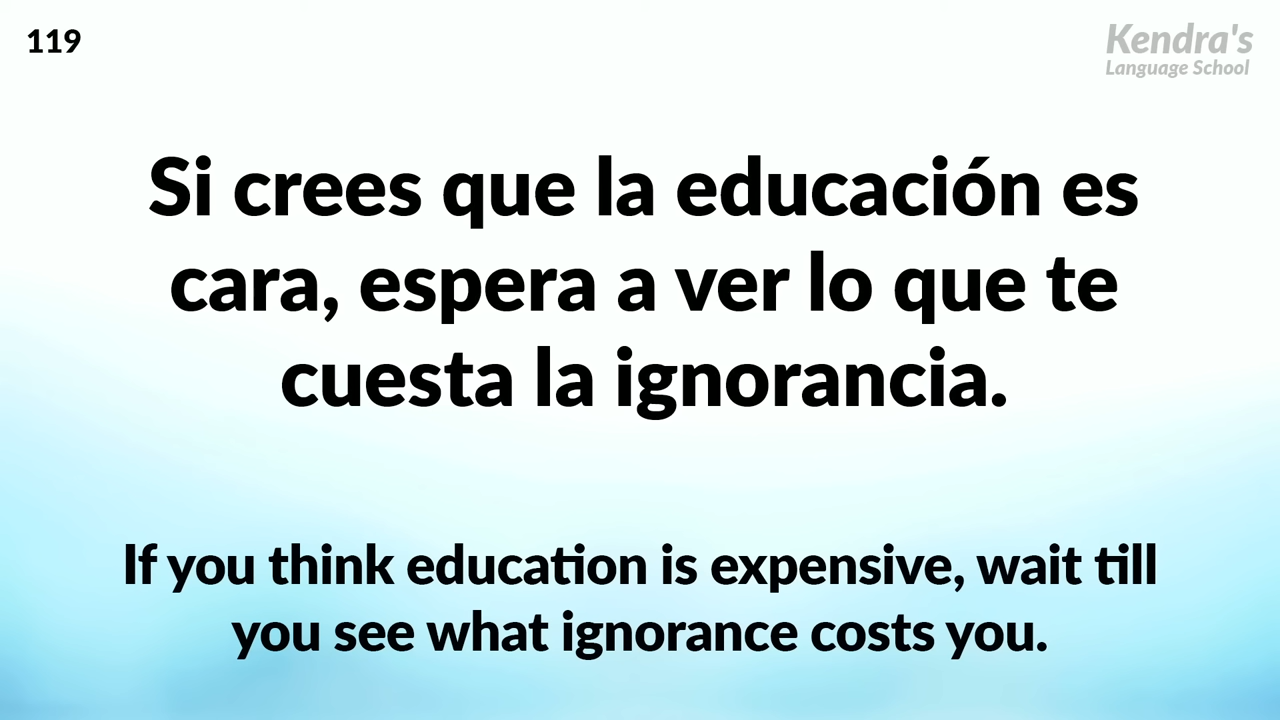 119
Kendra's
Language School
Si crees que la educación es
cara, espera a ver lo que te
cuesta la ignorancia.
If you think education is expensive, wait till
you see what ignorance costs you.